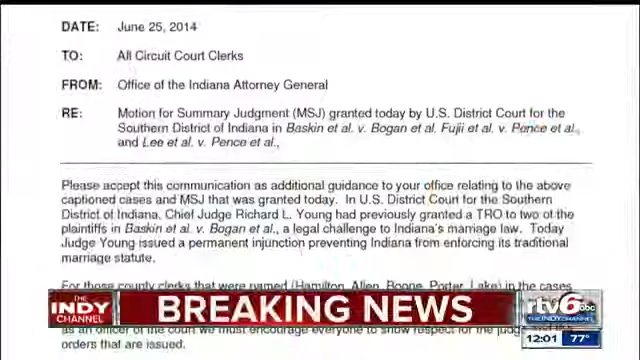 DATE: June 25, 2014
TO: All Circuit Court Clerks
FROM: Office of the Indiana Attorney General
RE: Motion for Summary Judgment (MSJ) granted today by U.S. District Court for the
Southern District of Indiana in Baskin et al. v. Bogan et al. Fujii et al. v. Pence et al.,
and Lee et al. v. Pence et al.,
Please accept this communication as additional guidance to your office relating to the above
captioned cases and MSJ that was granted today. In U.S. District Court for the Southern
District of Indiana, Chief Judge Richard L. Young had previously granted a TRO to two of the
plaintiffs in Baskin et al. v. Bogan et al., a legal challenge to Indiana's marriage law. Today
Judge Young issued a permanent injunction preventing Indiana from enforcing its traditional
marriage statute.
For those county clerks that were named (Hamilton, Allen, Boone, Porter, Lake) in the cases
THE
INDY
CHANNEL
BREAKING NEWS
rtv6 abc
THEINDYCHANNEL
12:01 77°
as an officer of the court we must encourage everyone to show respect for the
orders that are issued.